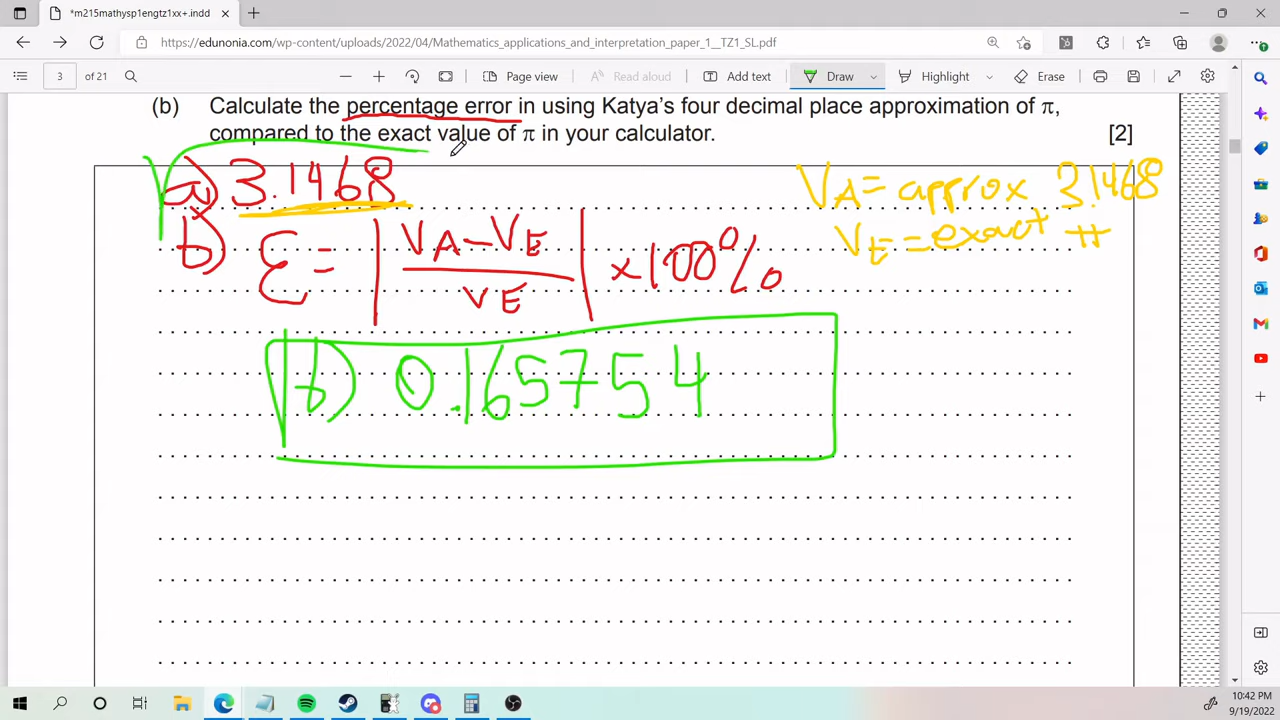 *m215mathysp1engtz1xx+.indd
https://edunonia.com/wp-content/uploads/2022/04/Mathematics_applications_and_interpretation_paper_1__TZ1_SL.pdf
3 of 21
Page view
Read aloud
Add text
Draw
Highlight
Erase
(b) Calculate the percentage error in using Katya's four decimal place approximation of π, [2]
compared to the exact value of π in your calculator.
a) 3.1468
VA = approx 3.1468
VE = exact π
b) ε = | VA − VE / VE | × 100%
b) 0.165754
10:42 PM
9/19/2022